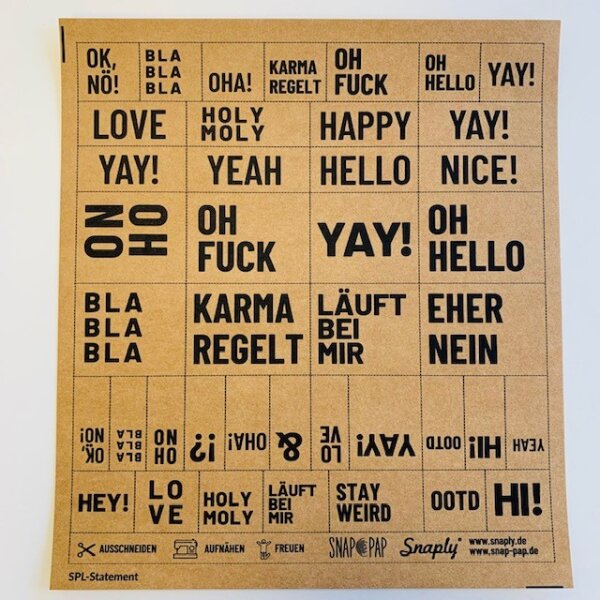 OK,
NÖ!
BLA
BLA
BLA
OHA!
KARMA
REGELT
OH
FUCK
OH
HELLO
YAY!
LOVE
HOLY
MOLY
HAPPY
YAY!
YAY!
YEAH
HELLO
NICE!
OH
NO
OH
FUCK
YAY!
OH
HELLO
BLA
BLA
BLA
KARMA
REGELT
LÄUFT
BEI
MIR
EHER
NEIN
OK,
NÖ!
BLA
BLA
BLA
OH
NO
!?
OHA!
&
LO
VE
YAY!
OOTD
HI!
YEAH
HEY!
LO
VE
HOLY
MOLY
LÄUFT
BEI
MIR
STAY
WEIRD
OOTD
HI!
AUSSCHNEIDEN
AUFNÄHEN
FREUEN
SNAP PAP
Snaply®
www.snaply.de
www.snap-pap.de
SPL-Statement